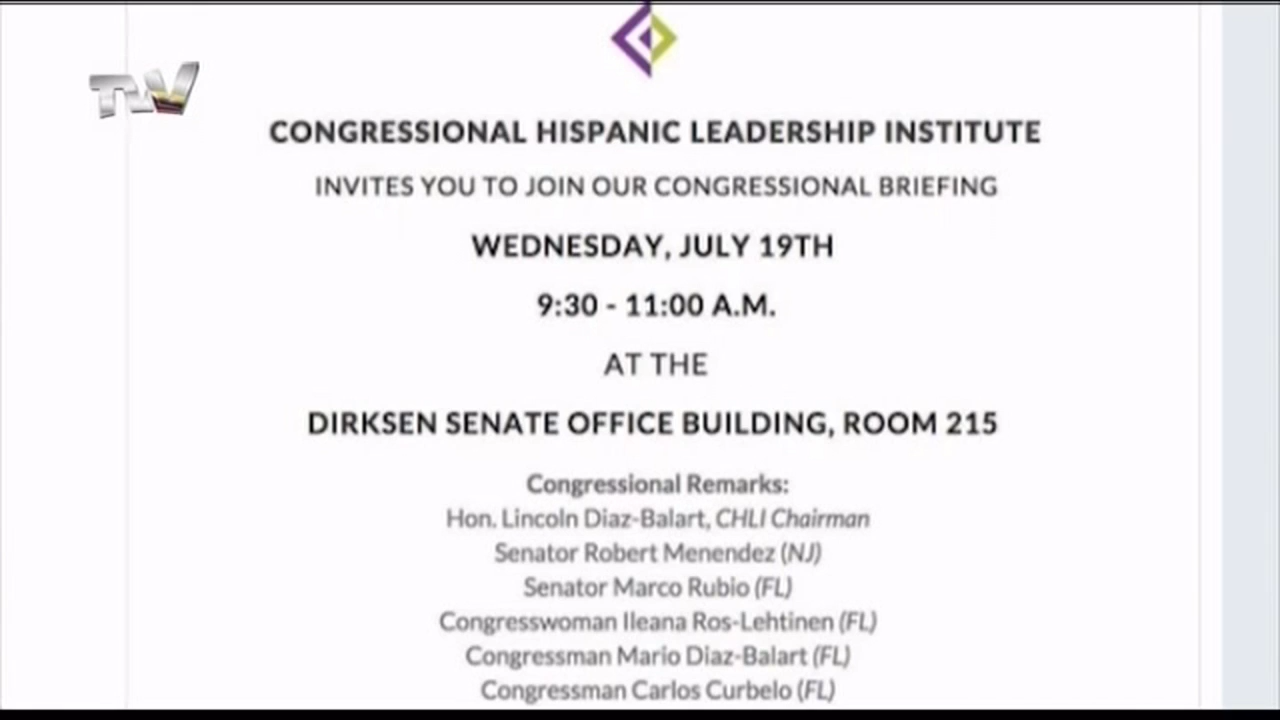 TVV
CONGRESSIONAL HISPANIC LEADERSHIP INSTITUTE
INVITES YOU TO JOIN OUR CONGRESSIONAL BRIEFING
WEDNESDAY, JULY 19TH
9:30 - 11:00 A.M.
AT THE
DIRKSEN SENATE OFFICE BUILDING, ROOM 215
Congressional Remarks:
Hon. Lincoln Diaz-Balart, CHLI Chairman
Senator Robert Menendez (NJ)
Senator Marco Rubio (FL)
Congresswoman Ileana Ros-Lehtinen (FL)
Congressman Mario Diaz-Balart (FL)
Congressman Carlos Curbelo (FL)